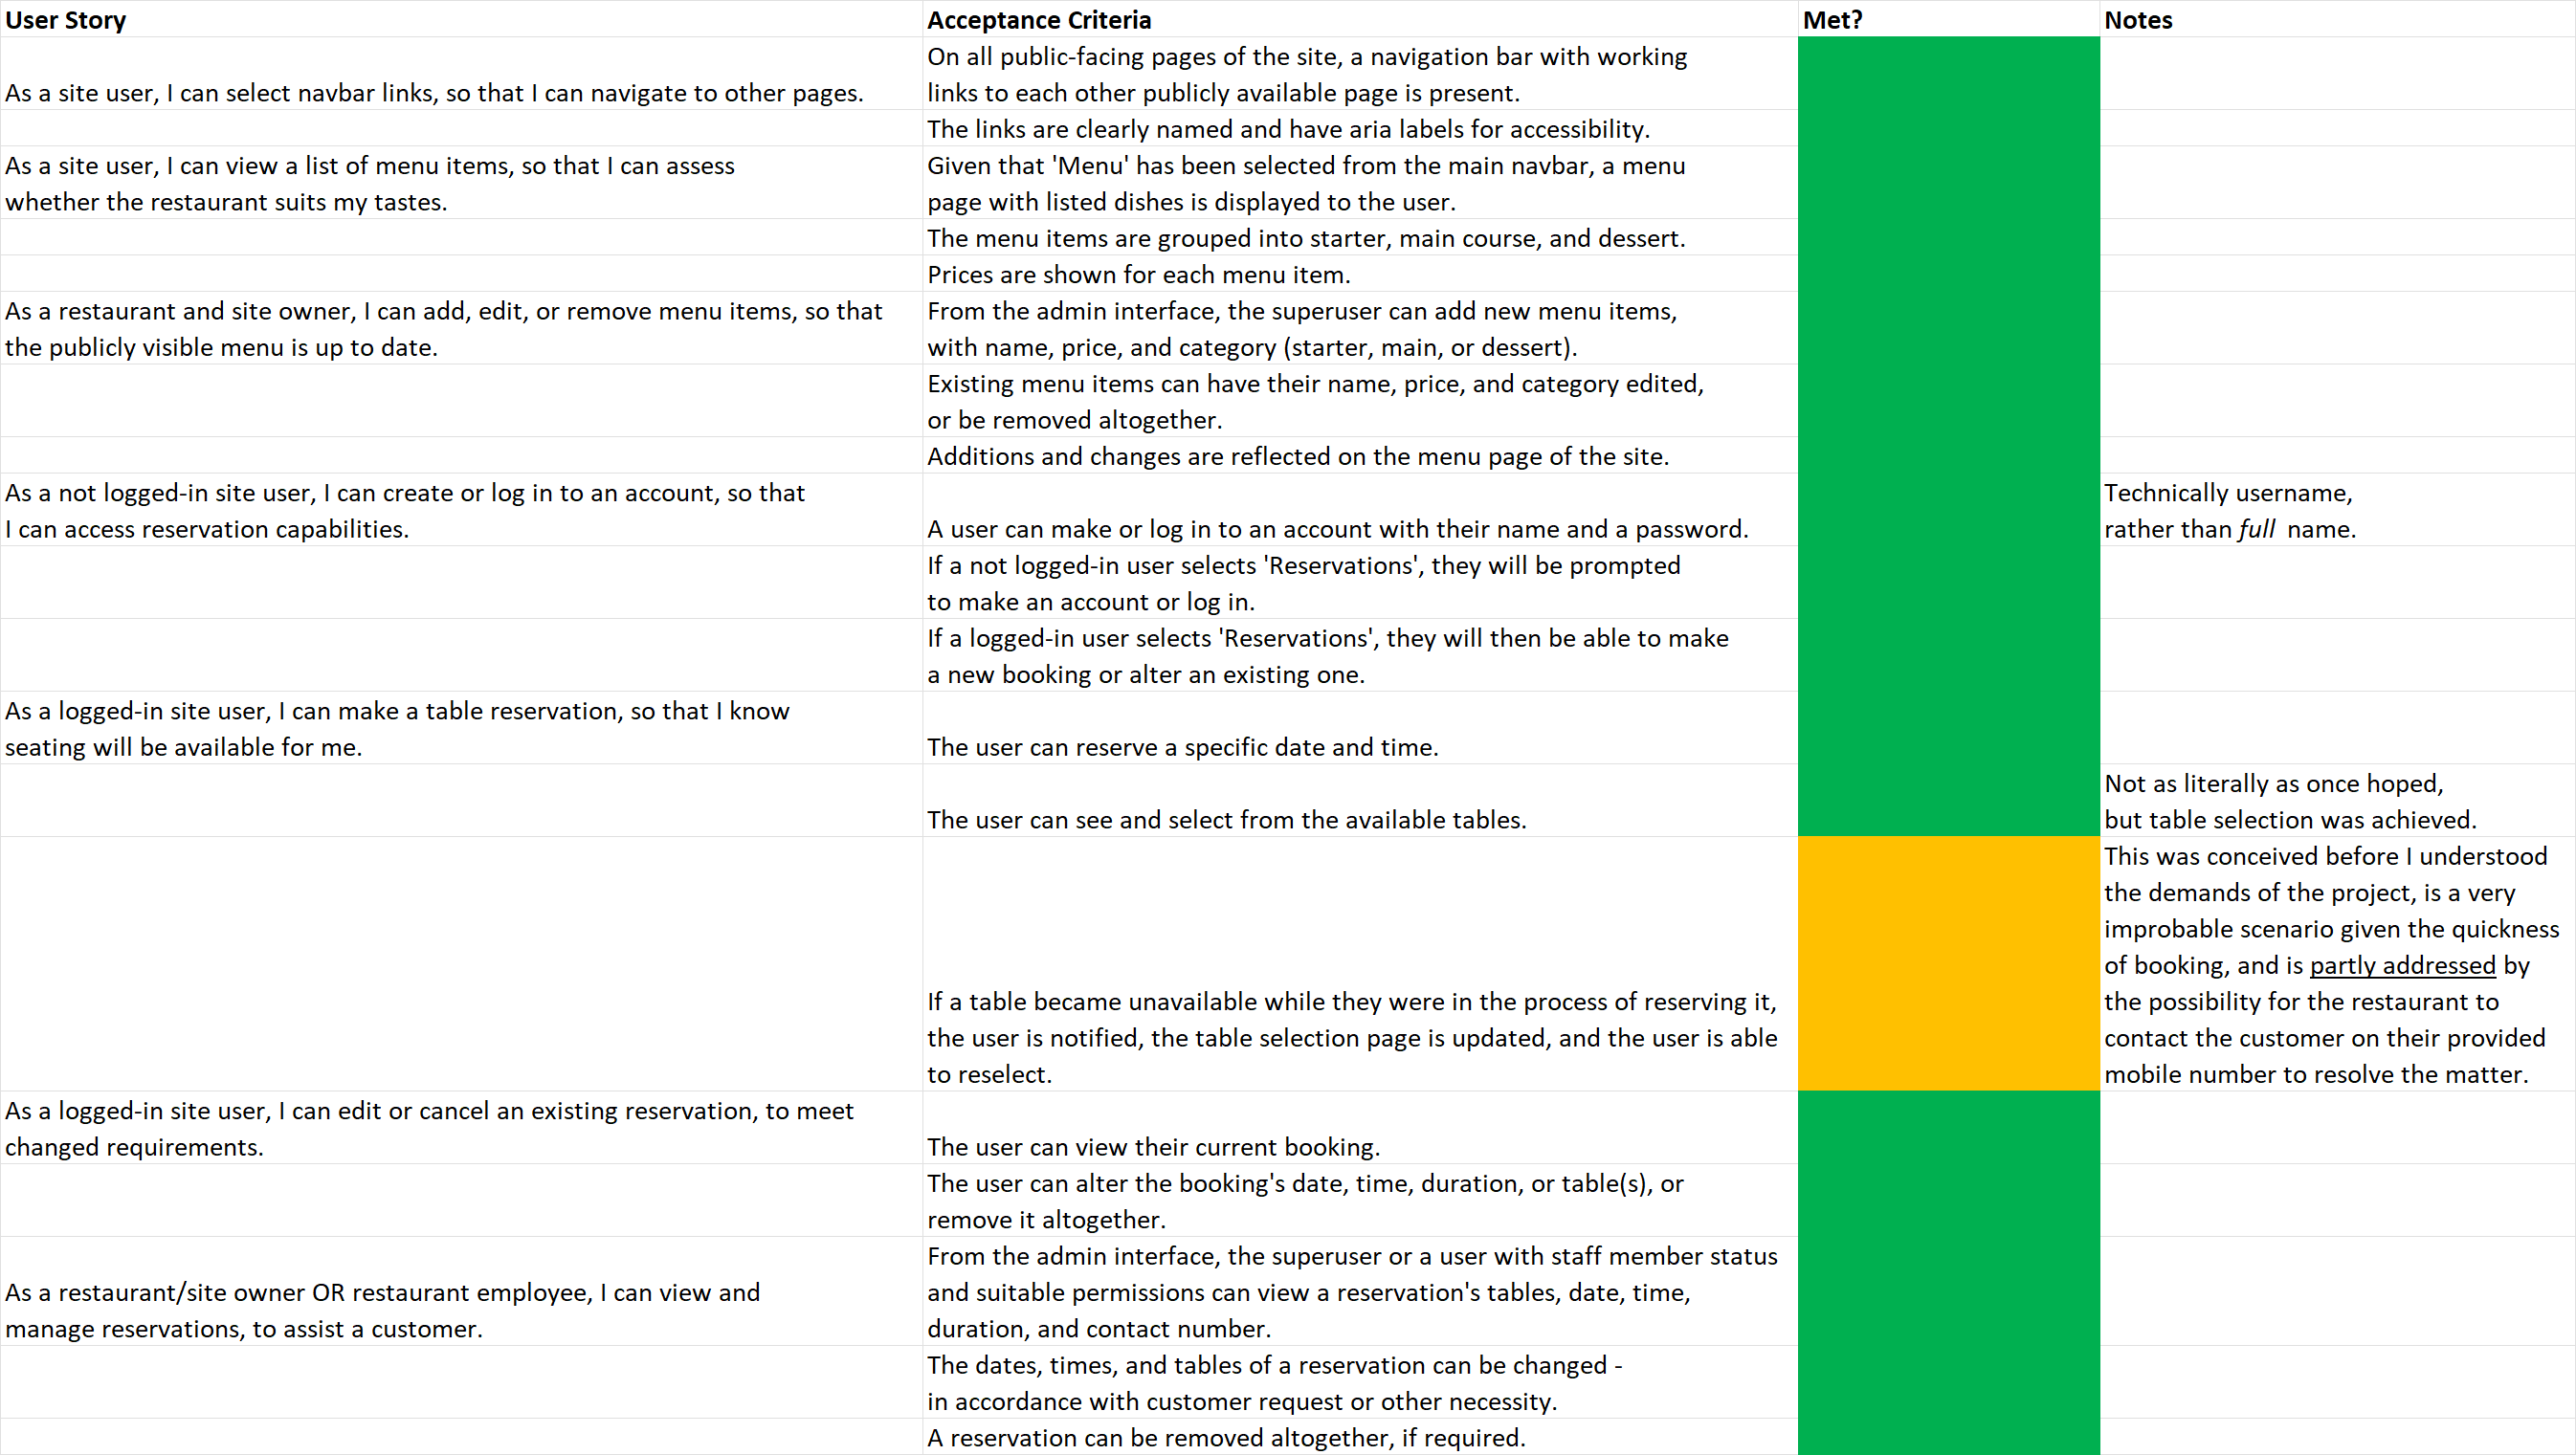 User Story
Acceptance Criteria
Met?
Notes
As a site user, I can select navbar links, so that I can navigate to other pages.
On all public-facing pages of the site, a navigation bar with working
links to each other publicly available page is present.
The links are clearly named and have aria labels for accessibility.
As a site user, I can view a list of menu items, so that I can assess
whether the restaurant suits my tastes.
Given that 'Menu' has been selected from the main navbar, a menu
page with listed dishes is displayed to the user.
The menu items are grouped into starter, main course, and dessert.
Prices are shown for each menu item.
As a restaurant and site owner, I can add, edit, or remove menu items, so that
the publicly visible menu is up to date.
From the admin interface, the superuser can add new menu items,
with name, price, and category (starter, main, or dessert).
Existing menu items can have their name, price, and category edited,
or be removed altogether.
Additions and changes are reflected on the menu page of the site.
As a not logged-in site user, I can create or log in to an account, so that
I can access reservation capabilities.
A user can make or log in to an account with their name and a password.
Technically username,
rather than full name.
If a not logged-in user selects 'Reservations', they will be prompted
to make an account or log in.
If a logged-in user selects 'Reservations', they will then be able to make
a new booking or alter an existing one.
As a logged-in site user, I can make a table reservation, so that I know
seating will be available for me.
The user can reserve a specific date and time.
The user can see and select from the available tables.
Not as literally as once hoped,
but table selection was achieved.
If a table became unavailable while they were in the process of reserving it,
the user is notified, the table selection page is updated, and the user is able
to reselect.
This was conceived before I understood
the demands of the project, is a very
improbable scenario given the quickness
of booking, and is partly addressed by
the possibility for the restaurant to
contact the customer on their provided
mobile number to resolve the matter.
As a logged-in site user, I can edit or cancel an existing reservation, to meet
changed requirements.
The user can view their current booking.
The user can alter the booking's date, time, duration, or table(s), or
remove it altogether.
As a restaurant/site owner OR restaurant employee, I can view and
manage reservations, to assist a customer.
From the admin interface, the superuser or a user with staff member status
and suitable permissions can view a reservation's tables, date, time,
duration, and contact number.
The dates, times, and tables of a reservation can be changed -
in accordance with customer request or other necessity.
A reservation can be removed altogether, if required.